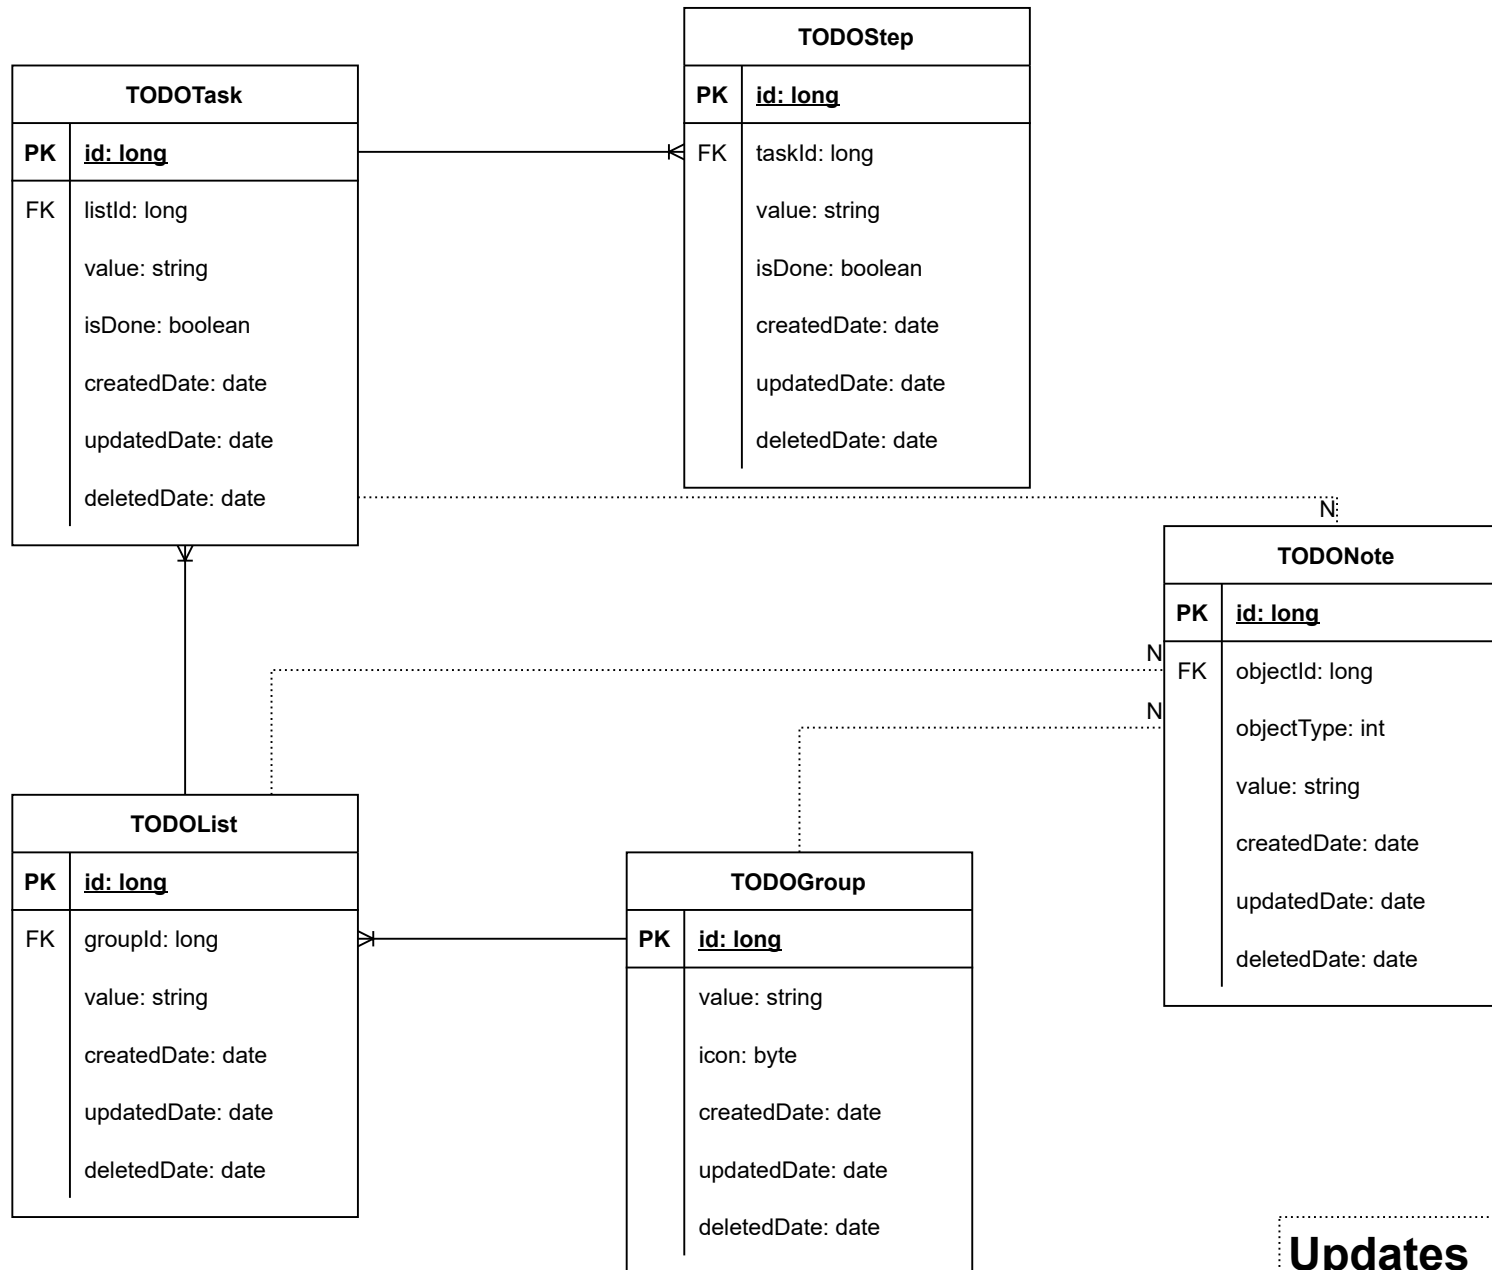 TODOStep
PK id: long
FK taskId: long
value: string
isDone: boolean
createdDate: date
updatedDate: date
deletedDate: date
TODOTask
PK id: long
FK listId: long
value: string
isDone: boolean
createdDate: date
updatedDate: date
deletedDate: date
N
TODONote
PK id: long
N
FK objectId: long
N
objectType: int
value: string
createdDate: date
updatedDate: date
deletedDate: date
TODOList
PK id: long
FK groupId: long
value: string
createdDate: date
updatedDate: date
deletedDate: date
TODOGroup
PK id: long
value: string
icon: byte
createdDate: date
updatedDate: date
deletedDate: date
Updates